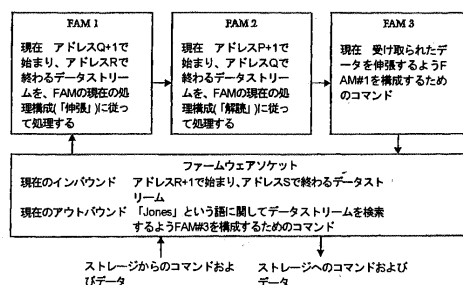 FAM 1
現在 アドレスQ+1で
始まり、アドレスRで
終わるデータストリー
ムを、FAMの現在の処
理構成(「伸張」)に従っ
て処理する
FAM 2
現在 アドレスP+1で
始まり、アドレスQで
終わるデータストリー
ムを、FAMの現在の処
理構成(「解読」)に従っ
て処理する
FAM 3
現在 受け取られたデ
ータを伸張するようF
AM#1を構成するため
のコマンド
ファームウェアソケット
現在のインバウンド アドレスR+1で始まり、アドレスSで終わるデータスト
リーム
現在のアウトバウンド 「Jones」という語に関してデータストリームを検索
するようFAM#3を構成するためのコマンド
ストレージからのコマンドおよ
びデータ
ストレージへのコマンドおよび
データ